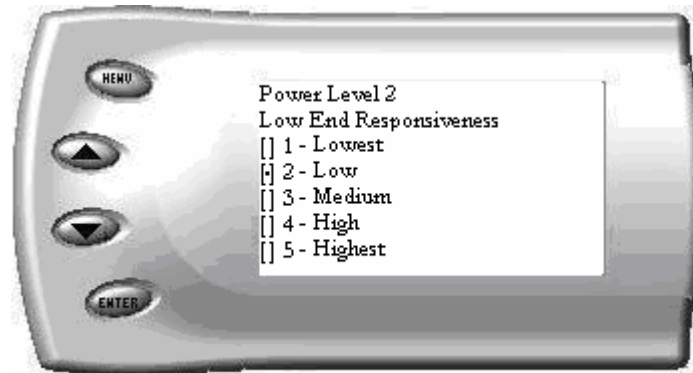 MENU
Power Level 2
Low End Responsiveness
[] 1 - Lowest
[·] 2 - Low
[] 3 - Medium
[] 4 - High
[] 5 - Highest
ENTER